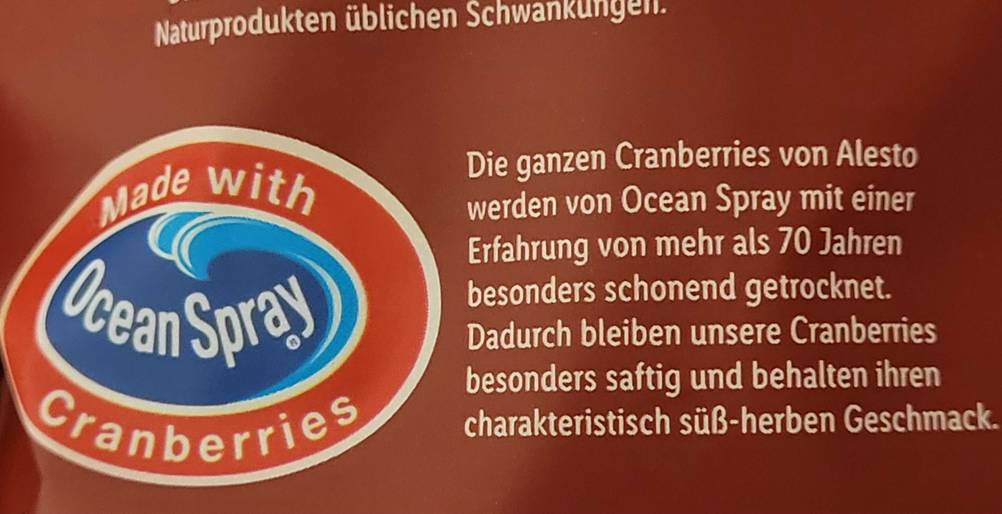 Naturprodukten üblichen Schwankungen.
Made with
Ocean Spray®
Cranberries
Die ganzen Cranberries von Alesto
werden von Ocean Spray mit einer
Erfahrung von mehr als 70 Jahren
besonders schonend getrocknet.
Dadurch bleiben unsere Cranberries
besonders saftig und behalten ihren
charakteristisch süß-herben Geschmack.